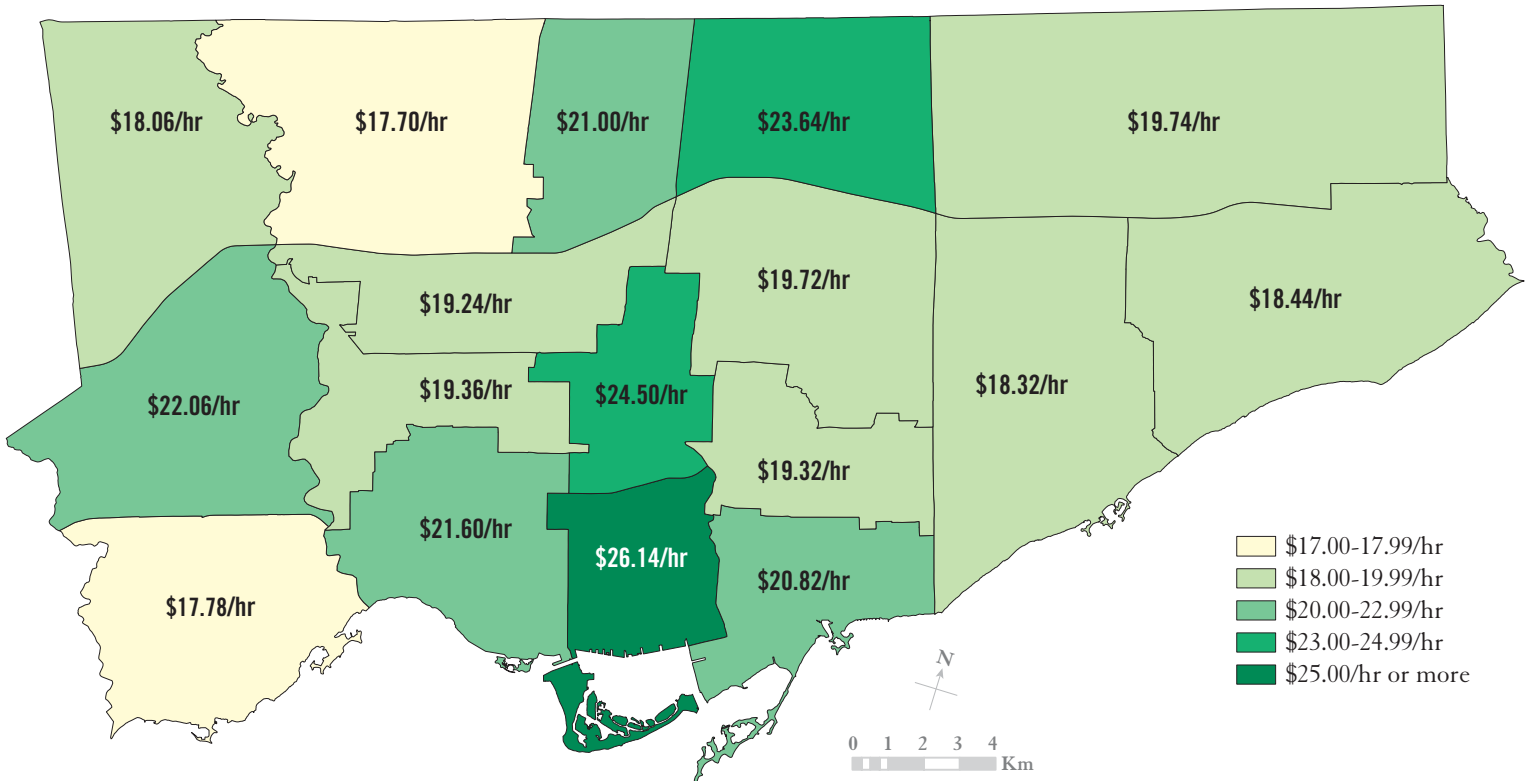 $18.06/hr
$17.70/hr
$21.00/hr
$23.64/hr
$19.74/hr
$19.72/hr
$19.24/hr
$18.44/hr
$18.32/hr
$19.36/hr
$24.50/hr
$22.06/hr
$19.32/hr
$21.60/hr
$26.14/hr
$20.82/hr
$17.78/hr
$17.00-17.99/hr
$18.00-19.99/hr
$20.00-22.99/hr
$23.00-24.99/hr
$25.00/hr or more
N
0 1 2 3 4
Km